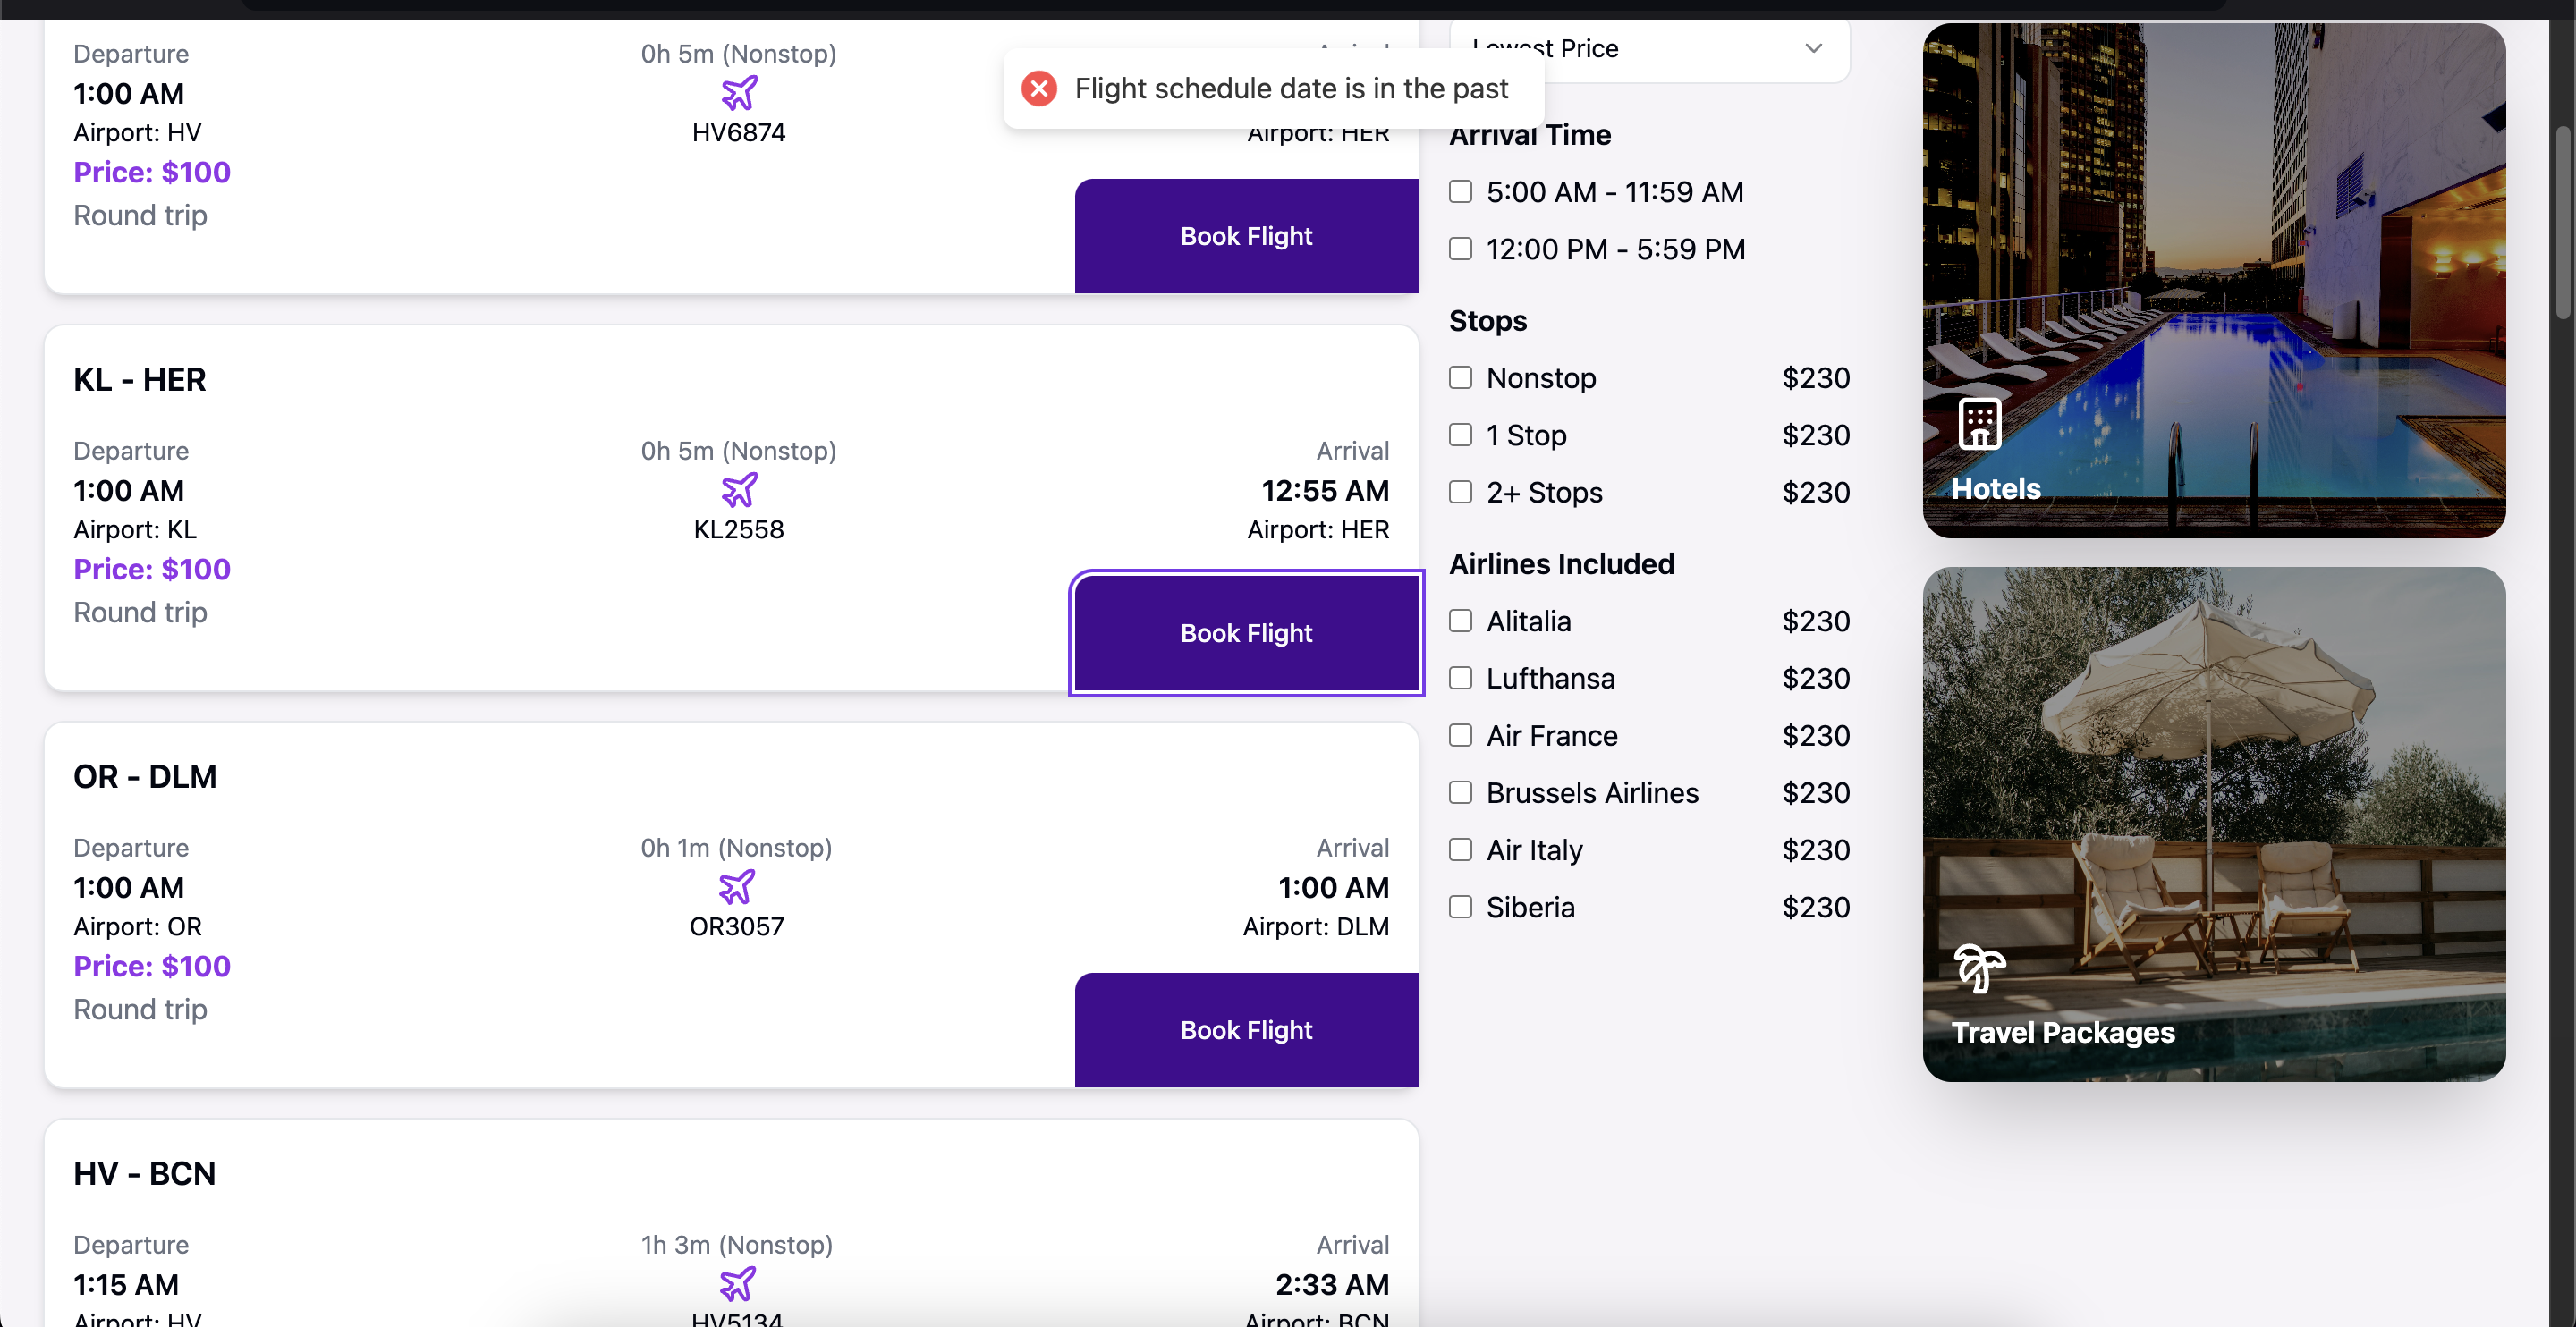 Departure
0h 5m (Nonstop)
1:00 AM
Airport: HV
HV6874
Airport: HER
Price: $100
Round trip
Book Flight
Flight schedule date is in the past
KL - HER
Departure
0h 5m (Nonstop)
Arrival
1:00 AM
12:55 AM
Airport: KL
KL2558
Airport: HER
Price: $100
Round trip
Book Flight
OR - DLM
Departure
0h 1m (Nonstop)
Arrival
1:00 AM
1:00 AM
Airport: OR
OR3057
Airport: DLM
Price: $100
Round trip
Book Flight
HV - BCN
Departure
1h 3m (Nonstop)
Arrival
1:15 AM
2:33 AM
Airport: HV
HV5134
Airport: BCN
Lowest Price
Arrival Time
5:00 AM - 11:59 AM
12:00 PM - 5:59 PM
Stops
Nonstop $230
1 Stop $230
2+ Stops $230
Airlines Included
Alitalia $230
Lufthansa $230
Air France $230
Brussels Airlines $230
Air Italy $230
Siberia $230
Hotels
Travel Packages